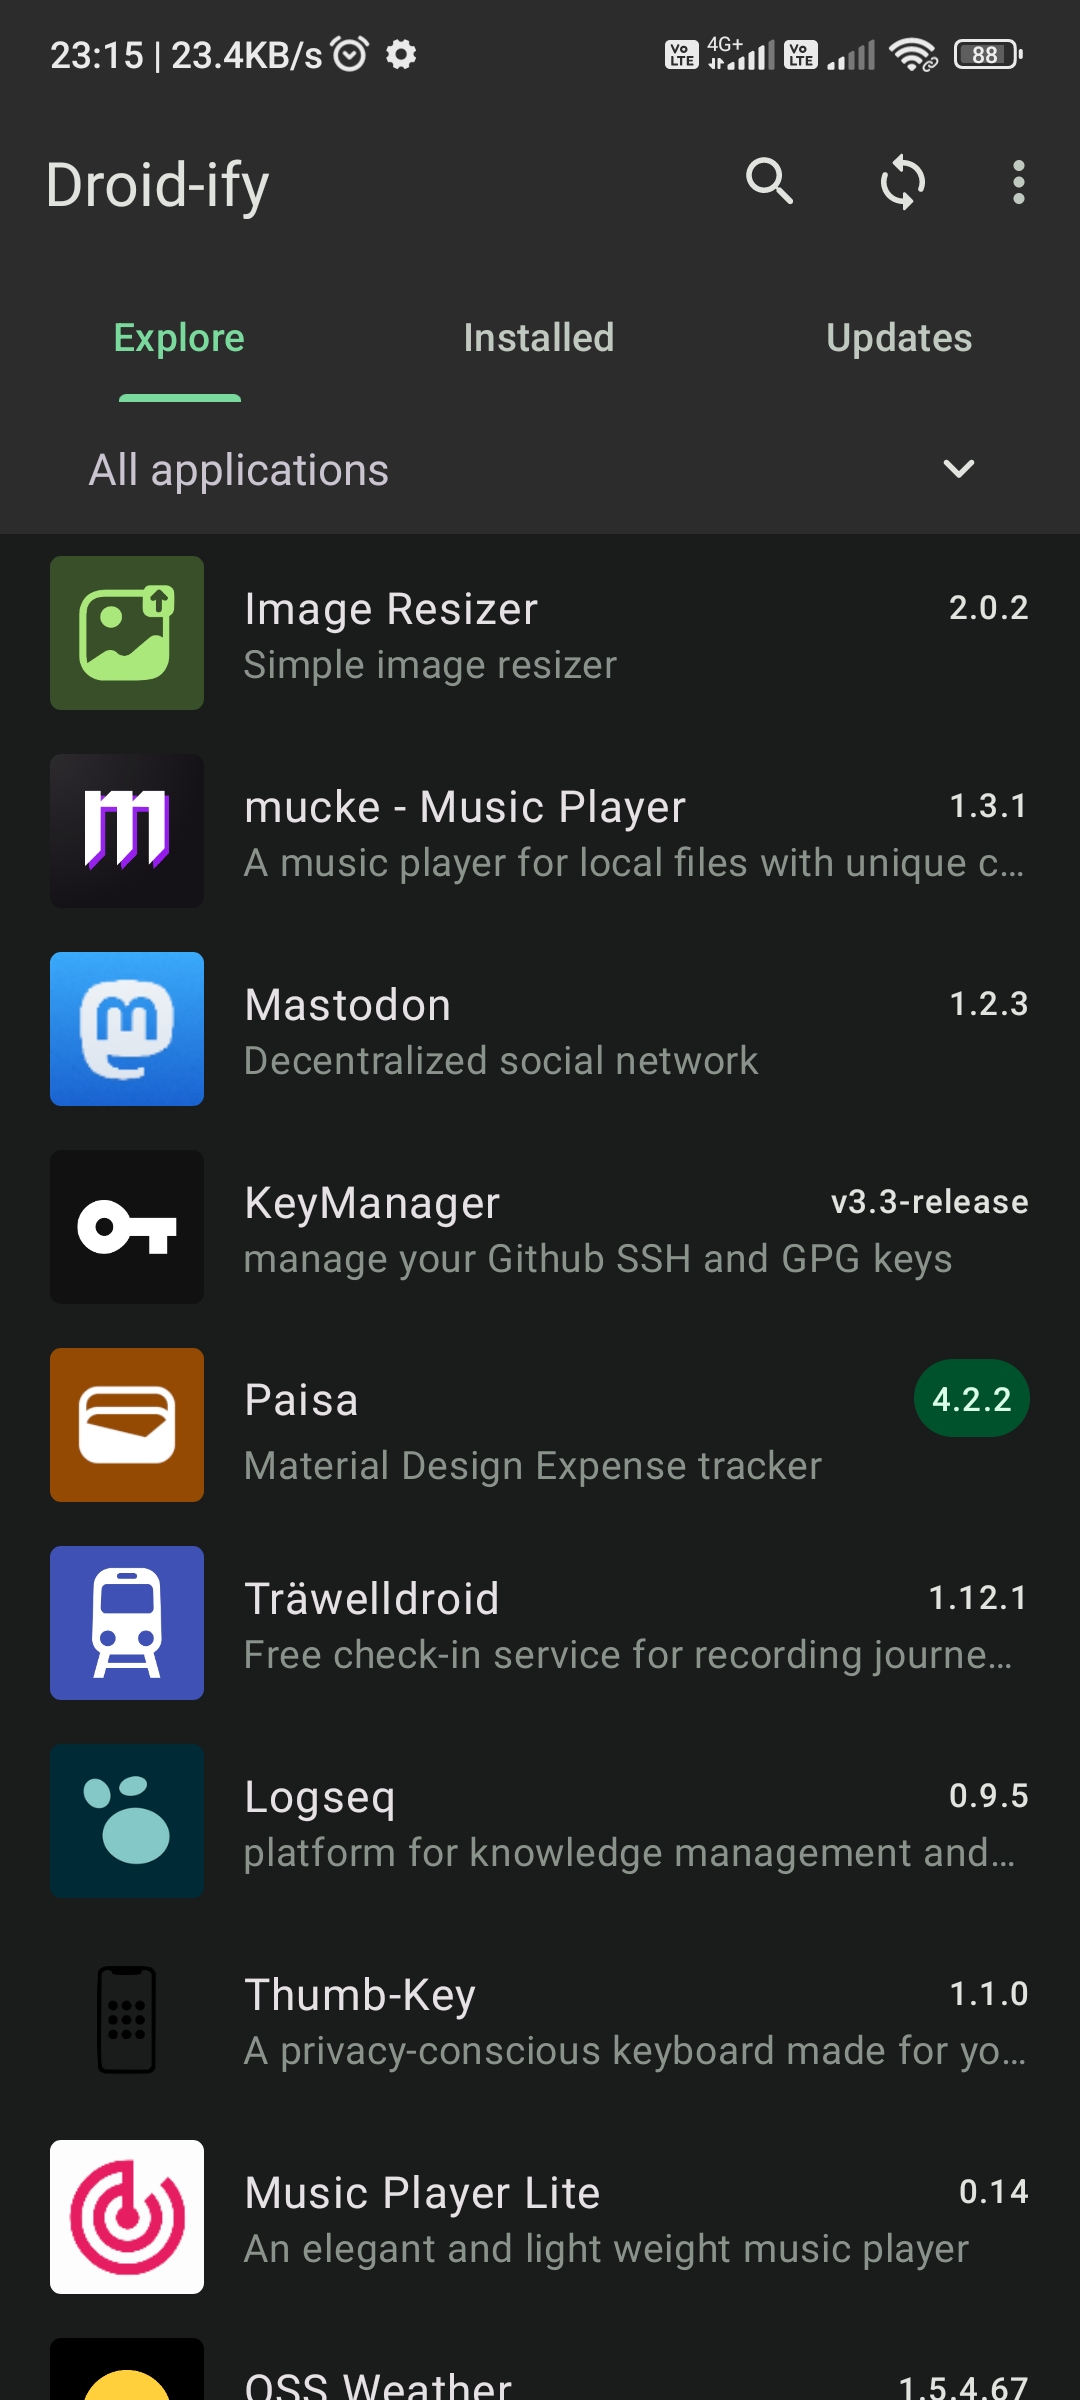 23:15 | 23.4KB/s Vo LTE 4G+ Vo LTE 88
Droid-ify
Explore Installed Updates
All applications
Image Resizer 2.0.2
Simple image resizer
mucke - Music Player 1.3.1
A music player for local files with unique c…
Mastodon 1.2.3
Decentralized social network
KeyManager v3.3-release
manage your Github SSH and GPG keys
Paisa 4.2.2
Material Design Expense tracker
Träwelldroid 1.12.1
Free check-in service for recording journe…
Logseq 0.9.5
platform for knowledge management and…
Thumb-Key 1.1.0
A privacy-conscious keyboard made for yo…
Music Player Lite 0.14
An elegant and light weight music player
OSS Weather 1.5.4.67